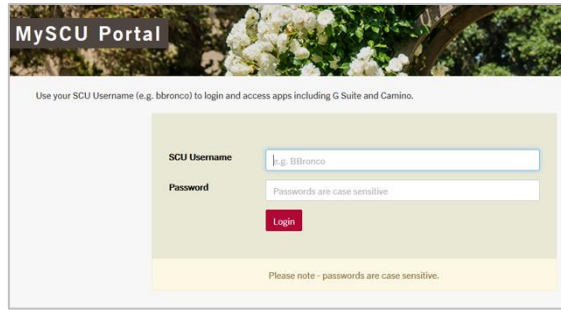 MySCU Portal
Use your SCU Username (e.g. bbronco) to login and access apps including G Suite and Camino.
SCU Username
e.g. BBronco
Password
Passwords are case sensitive
Login
Please note - passwords are case sensitive.